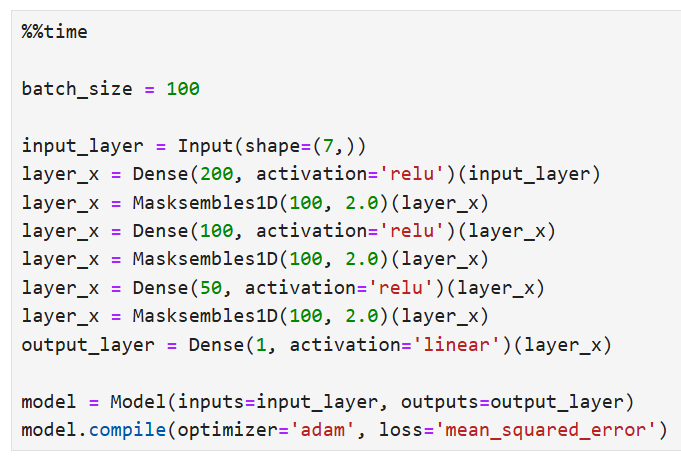 %%time
batch_size = 100
input_layer = Input(shape=(7,))
layer_x = Dense(200, activation='relu')(input_layer)
layer_x = Masksembles1D(100, 2.0)(layer_x)
layer_x = Dense(100, activation='relu')(layer_x)
layer_x = Masksembles1D(100, 2.0)(layer_x)
layer_x = Dense(50, activation='relu')(layer_x)
layer_x = Masksembles1D(100, 2.0)(layer_x)
output_layer = Dense(1, activation='linear')(layer_x)
model = Model(inputs=input_layer, outputs=output_layer)
model.compile(optimizer='adam', loss='mean_squared_error')